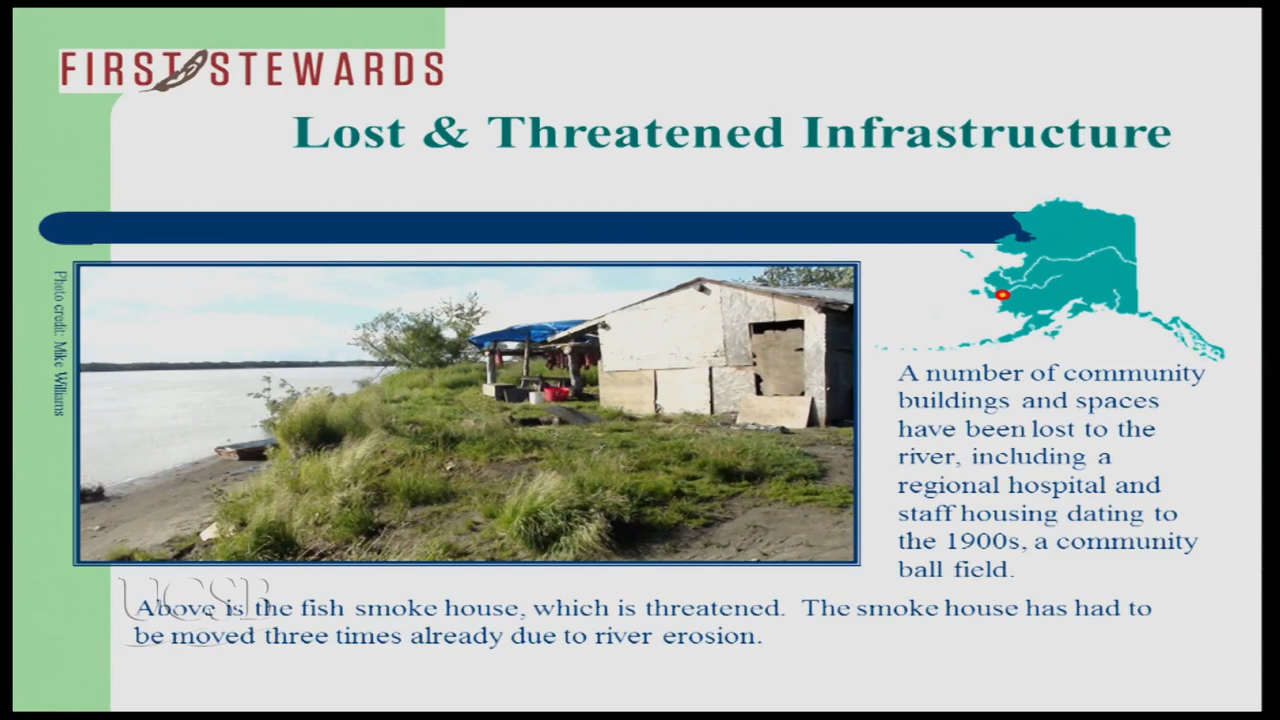 FIRST STEWARDS
Lost & Threatened Infrastructure
Photo credit: Mike Williams
A number of community
buildings and spaces
have been lost to the
river, including a
regional hospital and
staff housing dating to
the 1900s, a community
ball field.
UCSB
Above is the fish smoke house, which is threatened. The smoke house has had to
be moved three times already due to river erosion.